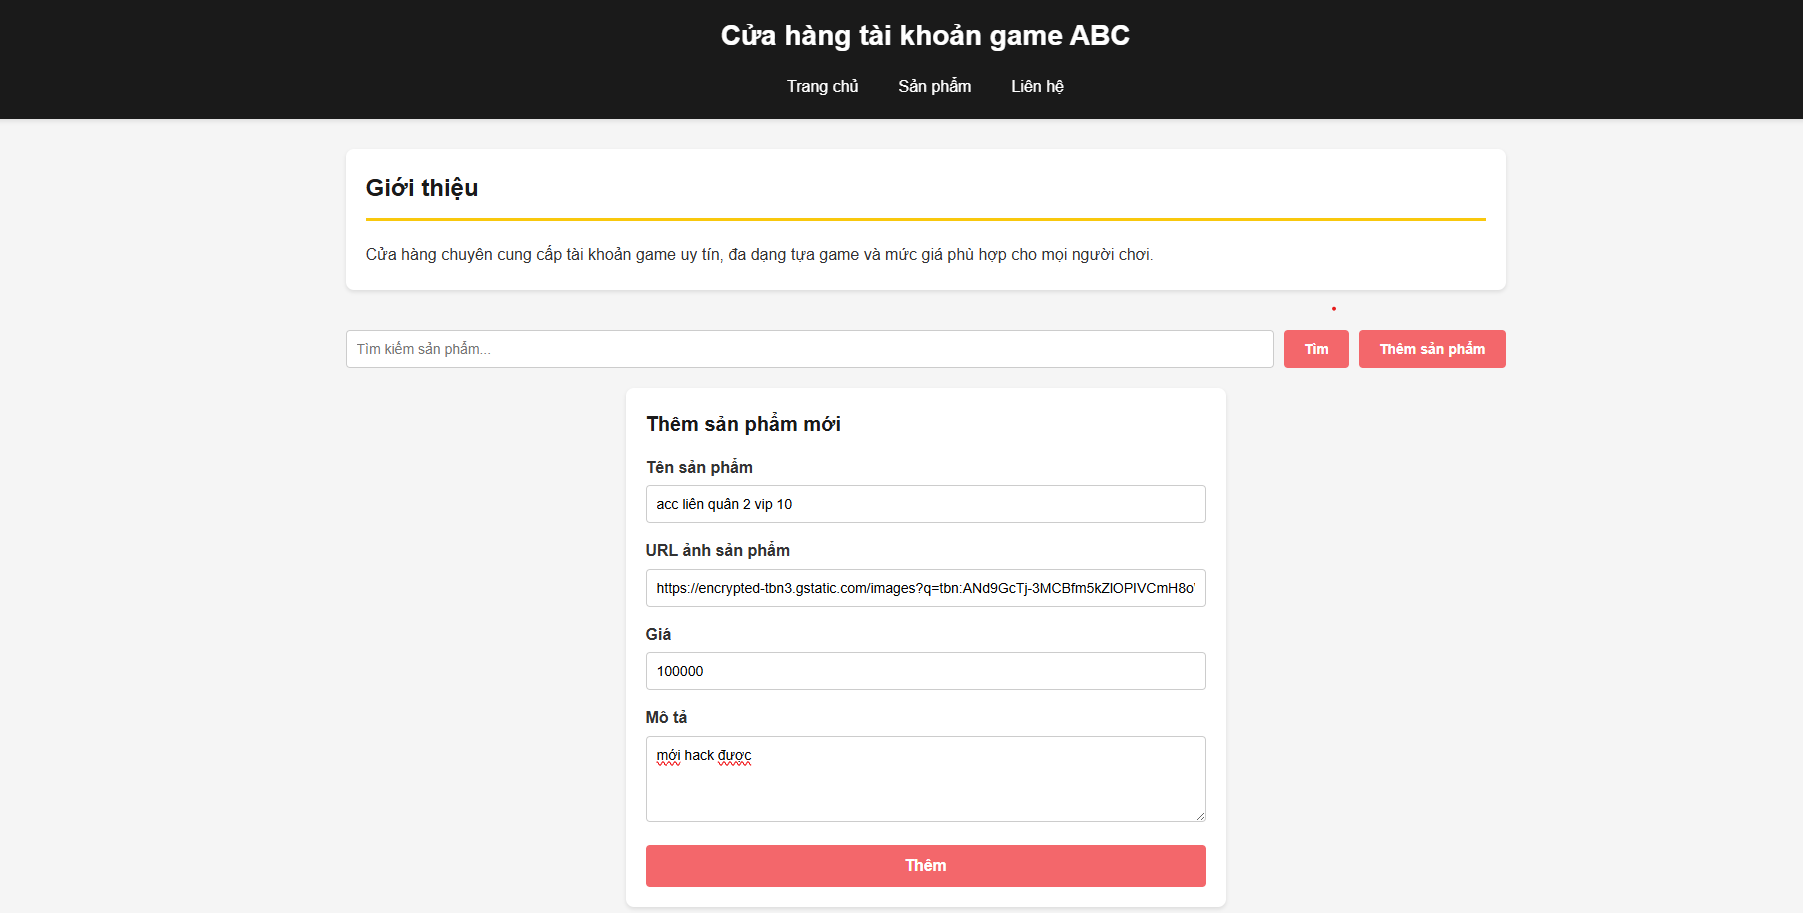 Cửa hàng tài khoản game ABC
Trang chủ Sản phẩm Liên hệ
Giới thiệu
Cửa hàng chuyên cung cấp tài khoản game uy tín, đa dạng tựa game và mức giá phù hợp cho mọi người chơi.
Tìm kiếm sản phẩm... Tìm Thêm sản phẩm
Thêm sản phẩm mới
Tên sản phẩm
acc liên quân 2 vip 10
URL ảnh sản phẩm
https://encrypted-tbn3.gstatic.com/images?q=tbn:ANd9GcTj-3MCBfm5kZlOPIVCmH8o
Giá
100000
Mô tả
mới hack được
Thêm